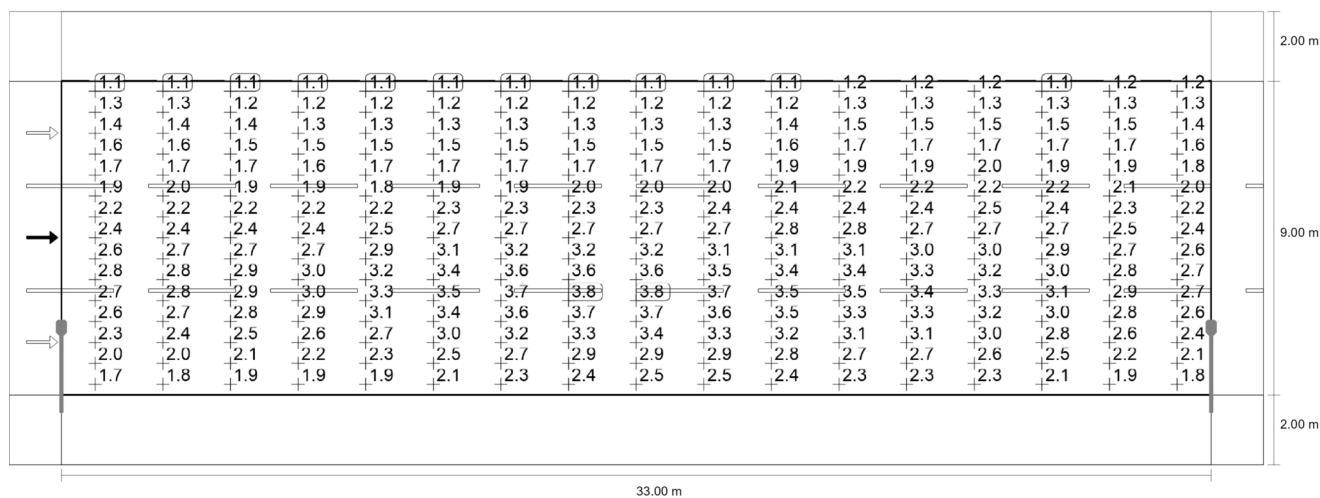 2.00 m
1.1 1.1 1.1 1.1 1.1 1.1 1.1 1.1 1.1 1.1 1.1 1.2 1.2 1.2 1.1 1.2 1.2
1.3 1.3 1.2 1.2 1.2 1.2 1.2 1.2 1.2 1.2 1.2 1.3 1.3 1.3 1.3 1.3 1.3
1.4 1.4 1.4 1.3 1.3 1.3 1.3 1.3 1.3 1.3 1.4 1.5 1.5 1.5 1.5 1.5 1.4
1.6 1.6 1.5 1.5 1.5 1.5 1.5 1.5 1.5 1.5 1.6 1.7 1.7 1.7 1.7 1.7 1.6
1.7 1.7 1.7 1.6 1.7 1.7 1.7 1.7 1.7 1.7 1.9 1.9 1.9 2.0 1.9 1.9 1.8
1.9 2.0 1.9 1.9 1.8 1.9 1.9 2.0 2.0 2.0 2.1 2.2 2.2 2.2 2.2 2.1 2.0
2.2 2.2 2.2 2.2 2.2 2.3 2.3 2.3 2.3 2.4 2.4 2.4 2.4 2.5 2.4 2.3 2.2
2.4 2.4 2.4 2.4 2.5 2.7 2.7 2.7 2.7 2.7 2.8 2.8 2.7 2.7 2.7 2.5 2.4
9.00 m
2.6 2.7 2.7 2.7 2.9 3.1 3.2 3.2 3.2 3.1 3.1 3.1 3.0 3.0 2.9 2.7 2.6
2.8 2.8 2.9 3.0 3.2 3.4 3.6 3.6 3.6 3.5 3.4 3.4 3.3 3.2 3.0 2.8 2.7
2.7 2.8 2.9 3.0 3.3 3.5 3.7 3.8 3.8 3.7 3.5 3.5 3.4 3.3 3.1 2.9 2.7
2.6 2.7 2.8 2.9 3.1 3.4 3.6 3.7 3.7 3.6 3.5 3.3 3.3 3.2 3.0 2.8 2.6
2.3 2.4 2.5 2.6 2.7 3.0 3.2 3.3 3.4 3.3 3.2 3.1 3.1 3.0 2.8 2.6 2.4
2.0 2.0 2.1 2.2 2.3 2.5 2.7 2.9 2.9 2.9 2.8 2.7 2.7 2.6 2.5 2.2 2.1
1.7 1.8 1.9 1.9 1.9 2.1 2.3 2.4 2.5 2.5 2.4 2.3 2.3 2.3 2.1 1.9 1.8
2.00 m
33.00 m